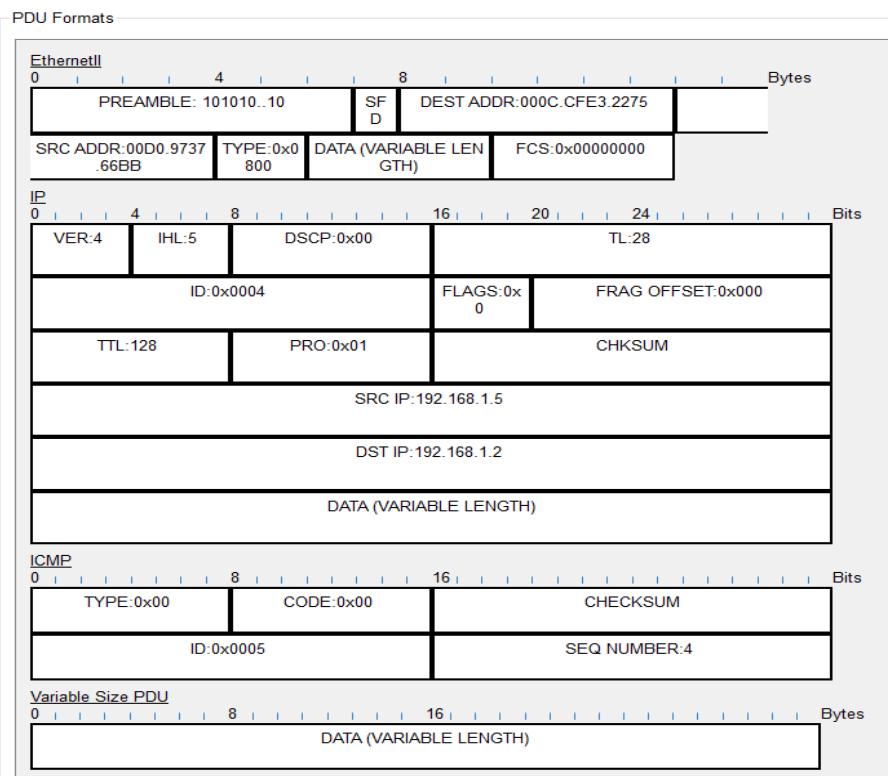 PDU Formats
EthernetII
0 4 8 Bytes
PREAMBLE: 101010..10 SF DEST ADDR:000C.CFE3.2275
D
SRC ADDR:00D0.9737 TYPE:0x0 DATA (VARIABLE LEN FCS:0x00000000
.66BB 800 GTH)
IP
0 4 8 16 20 24 Bits
VER:4 IHL:5 DSCP:0x00 TL:28
ID:0x0004 FLAGS:0x FRAG OFFSET:0x000
0
TTL:128 PRO:0x01 CHKSUM
SRC IP:192.168.1.5
DST IP:192.168.1.2
DATA (VARIABLE LENGTH)
ICMP
0 8 16 Bits
TYPE:0x00 CODE:0x00 CHECKSUM
ID:0x0005 SEQ NUMBER:4
Variable Size PDU
0 8 16 Bytes
DATA (VARIABLE LENGTH)